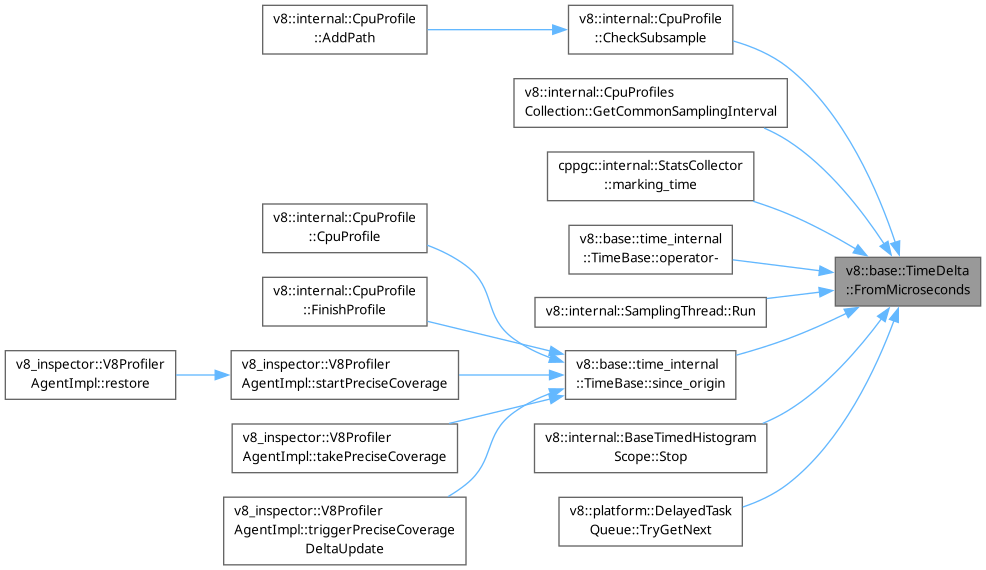 v8::internal::CpuProfile
::AddPath
v8::internal::CpuProfile
::CheckSubsample
v8::internal::CpuProfiles
Collection::GetCommonSamplingInterval
cppgc::internal::StatsCollector
::marking_time
v8::internal::CpuProfile
::CpuProfile
v8::base::time_internal
::TimeBase::operator-
v8::base::TimeDelta
::FromMicroseconds
v8::internal::CpuProfile
::FinishProfile
v8::internal::SamplingThread::Run
v8_inspector::V8Profiler
AgentImpl::restore
v8_inspector::V8Profiler
AgentImpl::startPreciseCoverage
v8::base::time_internal
::TimeBase::since_origin
v8_inspector::V8Profiler
AgentImpl::takePreciseCoverage
v8::internal::BaseTimedHistogram
Scope::Stop
v8_inspector::V8Profiler
AgentImpl::triggerPreciseCoverage
DeltaUpdate
v8::platform::DelayedTask
Queue::TryGetNext